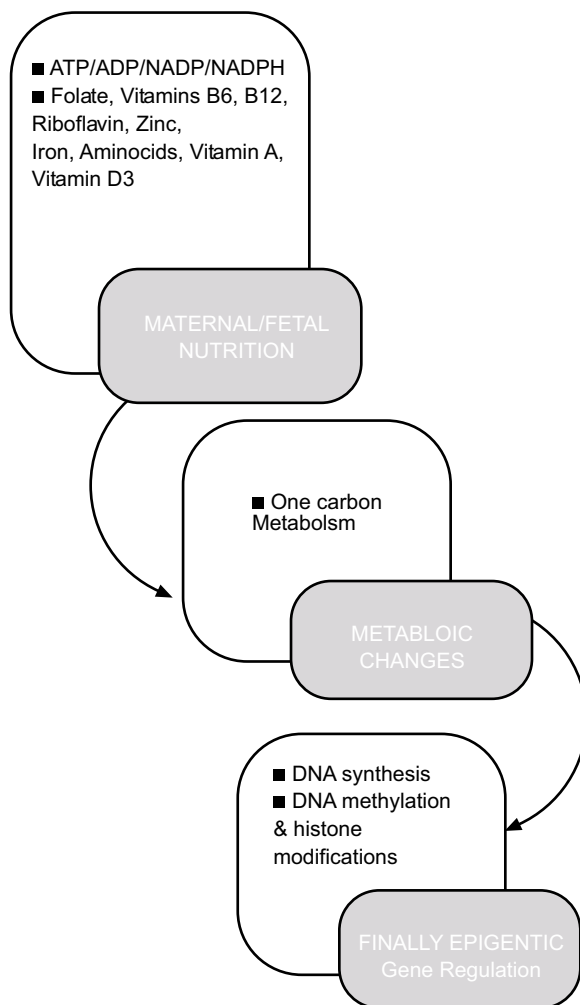 ■ ATP/ADP/NADP/NADPH
■ Folate, Vitamins B6, B12,
Riboflavin, Zinc,
Iron, Aminocids, Vitamin A,
Vitamin D3
MATERNAL/FETAL
NUTRITION
■ One carbon
Metabolsm
METABLOIC
CHANGES
■ DNA synthesis
■ DNA methylation
& histone
modifications
FINALLY EPIGENTIC
Gene Regulation